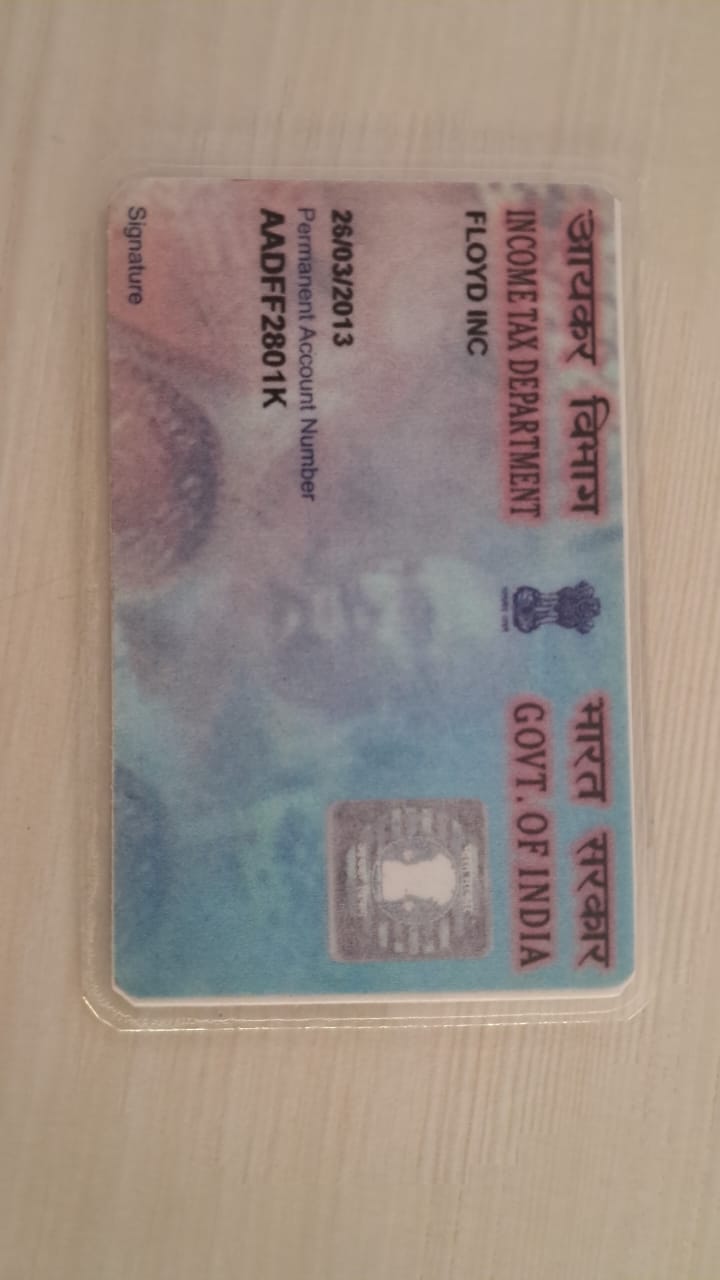 आयकर विभाग
INCOME TAX DEPARTMENT
भारत सरकार
GOVT. OF INDIA
FLOYD INC
26/03/2013
Permanent Account Number
AADFF2801K
Signature